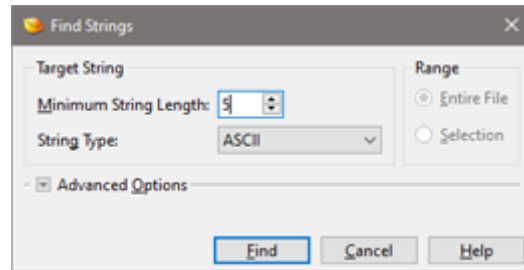 Find Strings
Target String
Range
Minimum String Length: 5
Entire File
String Type: ASCII
Selection
Advanced Options
Find Cancel Help